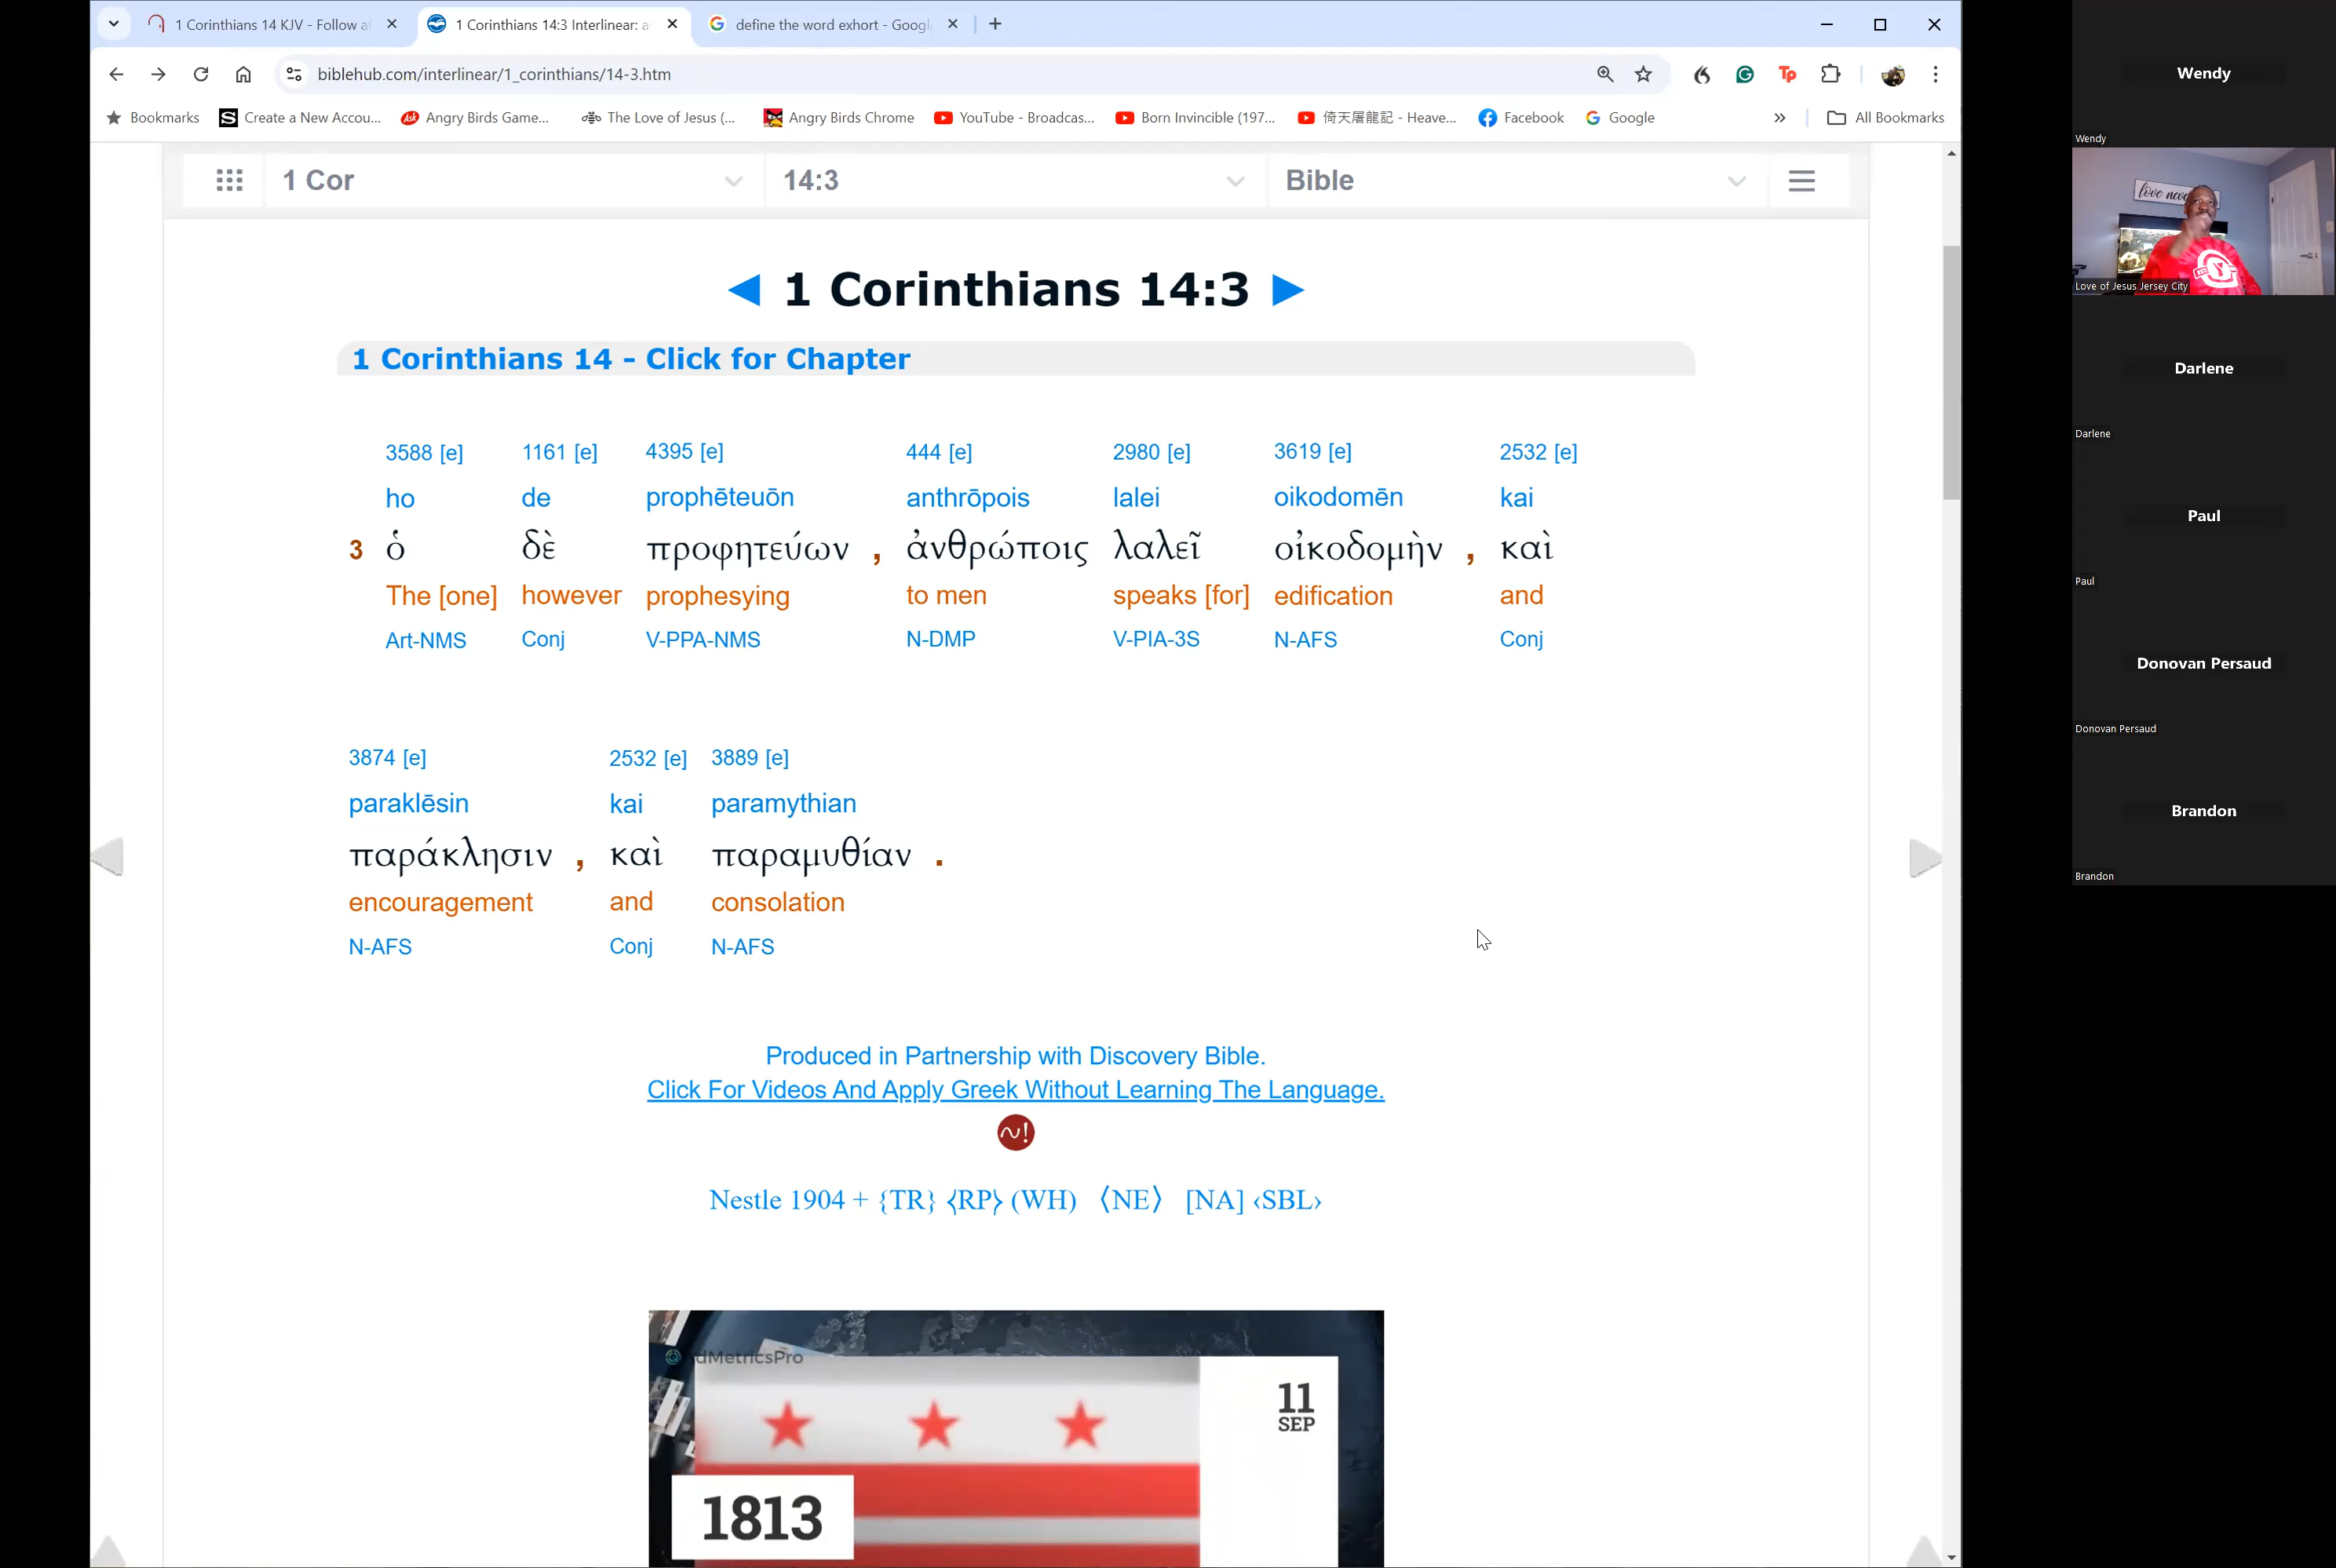 1 Corinthians 14 KJV - Follow a
1 Corinthians 14:3 Interlinear: a
define the word exhort - Googl
biblehub.com/interlinear/1_corinthians/14-3.htm
Bookmarks
Create a New Accou...
Angry Birds Game...
The Love of Jesus (...
Angry Birds Chrome
YouTube - Broadcas...
Born Invincible (197...
倚天屠龍記 - Heave...
Facebook
Google
All Bookmarks
1 Cor
14:3
Bible
1 Corinthians 14:3
1 Corinthians 14 - Click for Chapter
3588 [e] 1161 [e] 4395 [e] 444 [e] 2980 [e] 3619 [e] 2532 [e]
ho de prophēteuōn anthrōpois lalei oikodomēn kai
3 ὁ δὲ προφητεύων , ἀνθρώποις λαλεῖ οἰκοδομὴν , καὶ
The [one] however prophesying to men speaks [for] edification and
Art-NMS Conj V-PPA-NMS N-DMP V-PIA-3S N-AFS Conj
3874 [e] 2532 [e] 3889 [e]
paraklēsin kai paramythian
παράκλησιν , καὶ παραμυθίαν .
encouragement and consolation
N-AFS Conj N-AFS
Produced in Partnership with Discovery Bible.
Click For Videos And Apply Greek Without Learning The Language.
Nestle 1904 + {TR} ⧼RP⧽ (WH) 〈NE〉 [NA] ‹SBL›
dMetricsPro
11
SEP
1813
Wendy
Wendy
love
Love of Jesus Jersey City
Darlene
Darlene
Paul
Paul
Donovan Persaud
Donovan Persaud
Brandon
Brandon